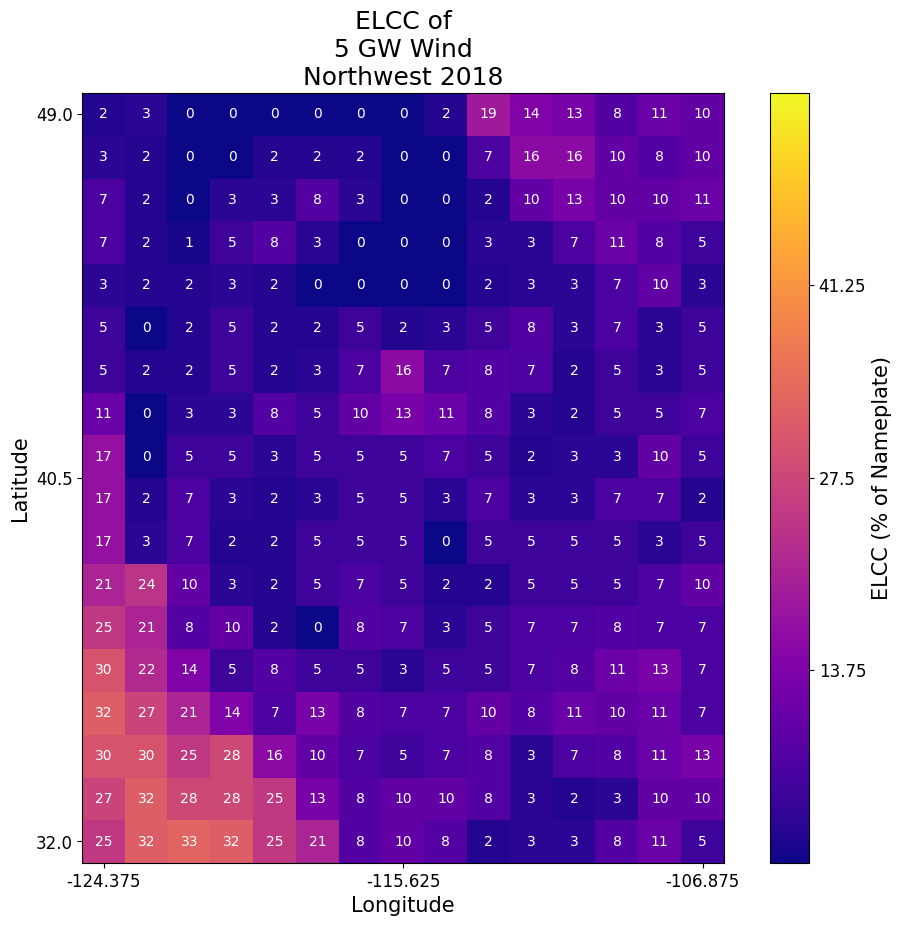 ELCC of
5 GW Wind
Northwest 2018
49.0 2 3 0 0 0 0 0 0 2 19 14 13 8 11 10
3 2 0 0 2 2 2 0 0 7 16 16 10 8 10
7 2 0 3 3 8 3 0 0 2 10 13 10 10 11
7 2 1 5 8 3 0 0 0 3 3 7 11 8 5
3 2 2 3 2 0 0 0 0 2 3 3 7 10 3
5 0 2 5 2 2 5 2 3 5 8 3 7 3 5
5 2 2 5 2 3 7 16 7 8 7 2 5 3 5
11 0 3 3 8 5 10 13 11 8 3 2 5 5 7
40.5 17 0 5 5 3 5 5 5 7 5 2 3 3 10 5
17 2 7 3 2 3 5 5 3 7 3 3 7 7 2
17 3 7 2 2 5 5 5 0 5 5 5 5 3 5
21 24 10 3 2 5 7 5 2 2 5 5 5 7 10
25 21 8 10 2 0 8 7 3 5 7 7 8 7 7
30 22 14 5 8 5 5 3 5 5 7 8 11 13 7
32 27 21 14 7 13 8 7 7 10 8 11 10 11 7
30 30 25 28 16 10 7 5 7 8 3 7 8 11 13
27 32 28 28 25 13 8 10 10 8 3 2 3 10 10
32.0 25 32 33 32 25 21 8 10 8 2 3 3 8 11 5
-124.375 -115.625 -106.875
Longitude
Latitude
41.25
27.5
13.75
ELCC (% of Nameplate)